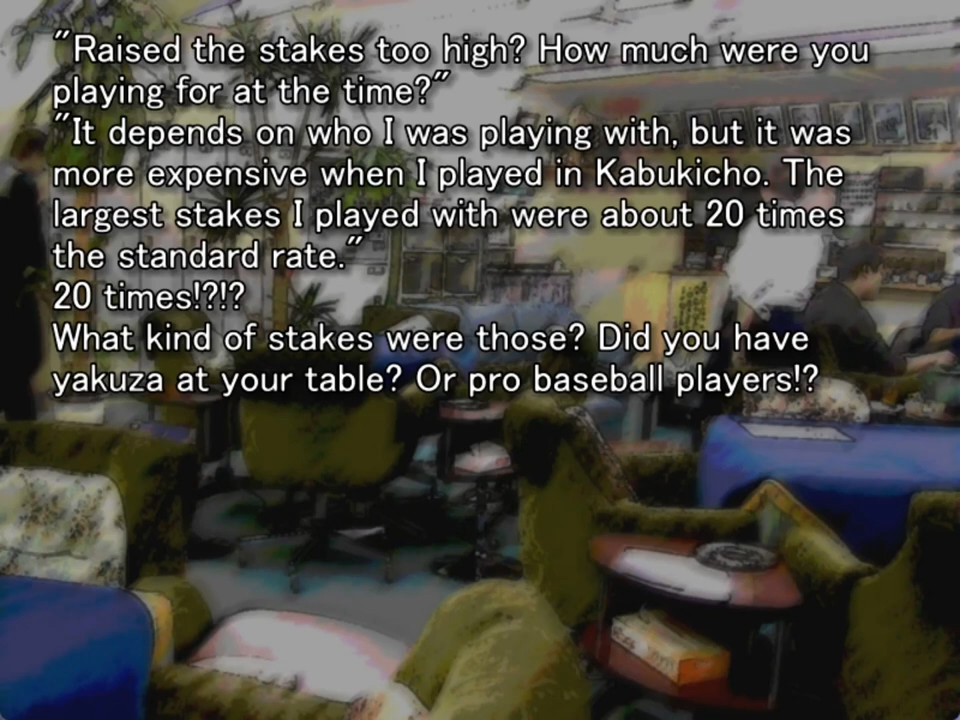 "Raised the stakes too high? How much were you
playing for at the time?"
"It depends on who I was playing with, but it was
more expensive when I played in Kabukicho. The
largest stakes I played with were about 20 times
the standard rate."
20 times!?!?
What kind of stakes were those? Did you have
yakuza at your table? Or pro baseball players!?